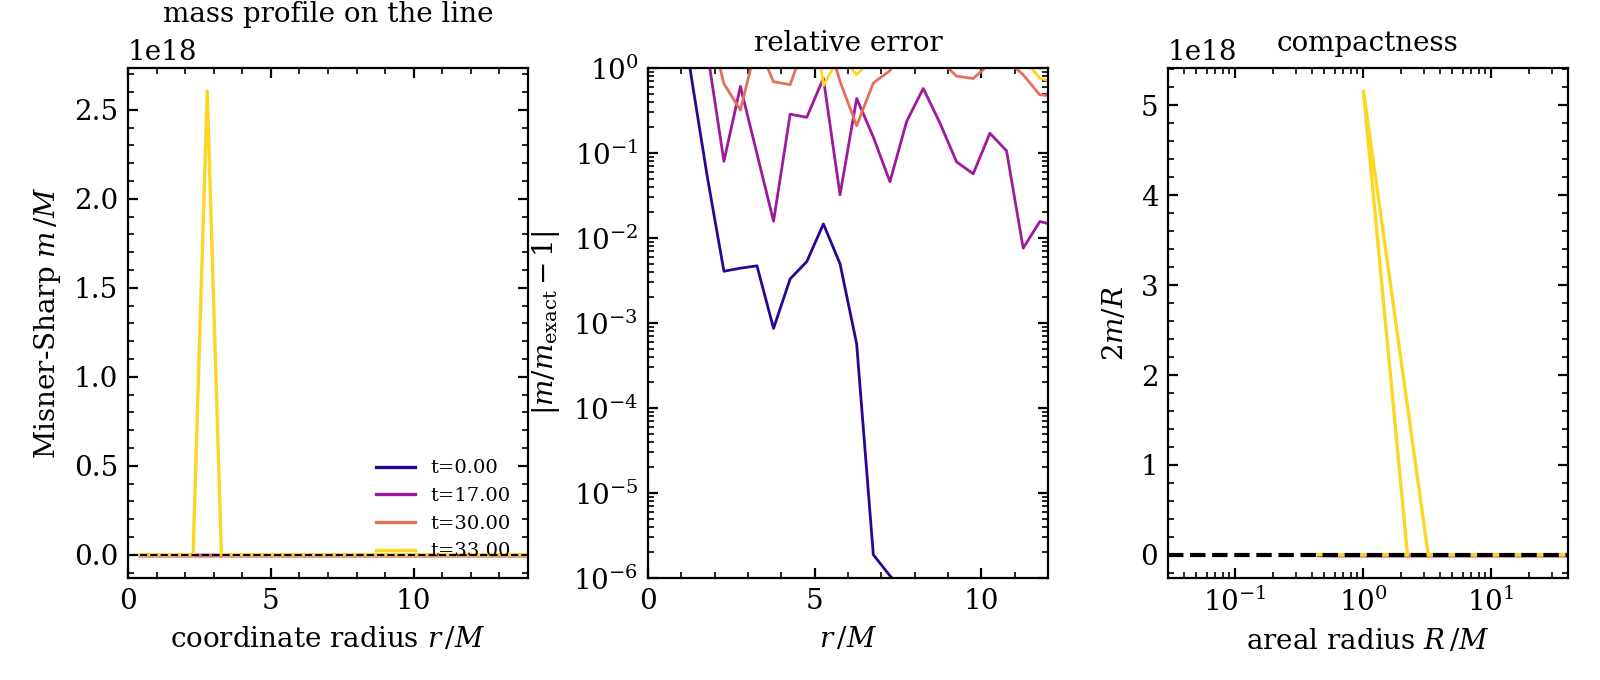 mass profile on the line
1e18
2.5
2.0
1.5
1.0
0.5
0.0
Misner-Sharp m/M
t=0.00
t=17.00
t=30.00
t=33.00
0
5
10
coordinate radius r/M
relative error
10^0
10^-1
10^-2
10^-3
10^-4
10^-5
10^-6
|m/m_exact − 1|
0
5
10
r/M
compactness
1e18
5
4
3
2
1
0
2m/R
10^-1
10^0
10^1
areal radius R/M